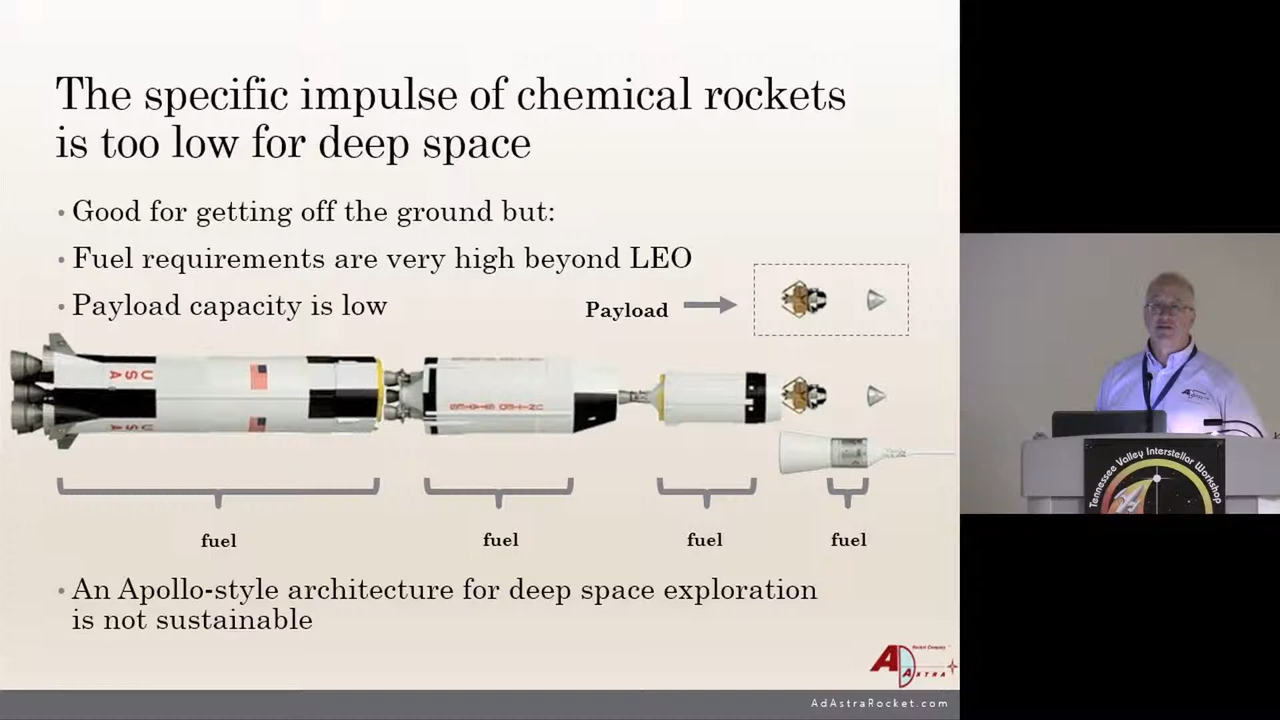 The specific impulse of chemical rockets
is too low for deep space
• Good for getting off the ground but:
• Fuel requirements are very high beyond LEO
• Payload capacity is low
Payload
USA
USA
fuel
fuel
fuel
fuel
• An Apollo-style architecture for deep space exploration
is not sustainable
Rocket Company
AD ASTRA
AdAstraRocket.com
Tennessee Valley Interstellar Workshop